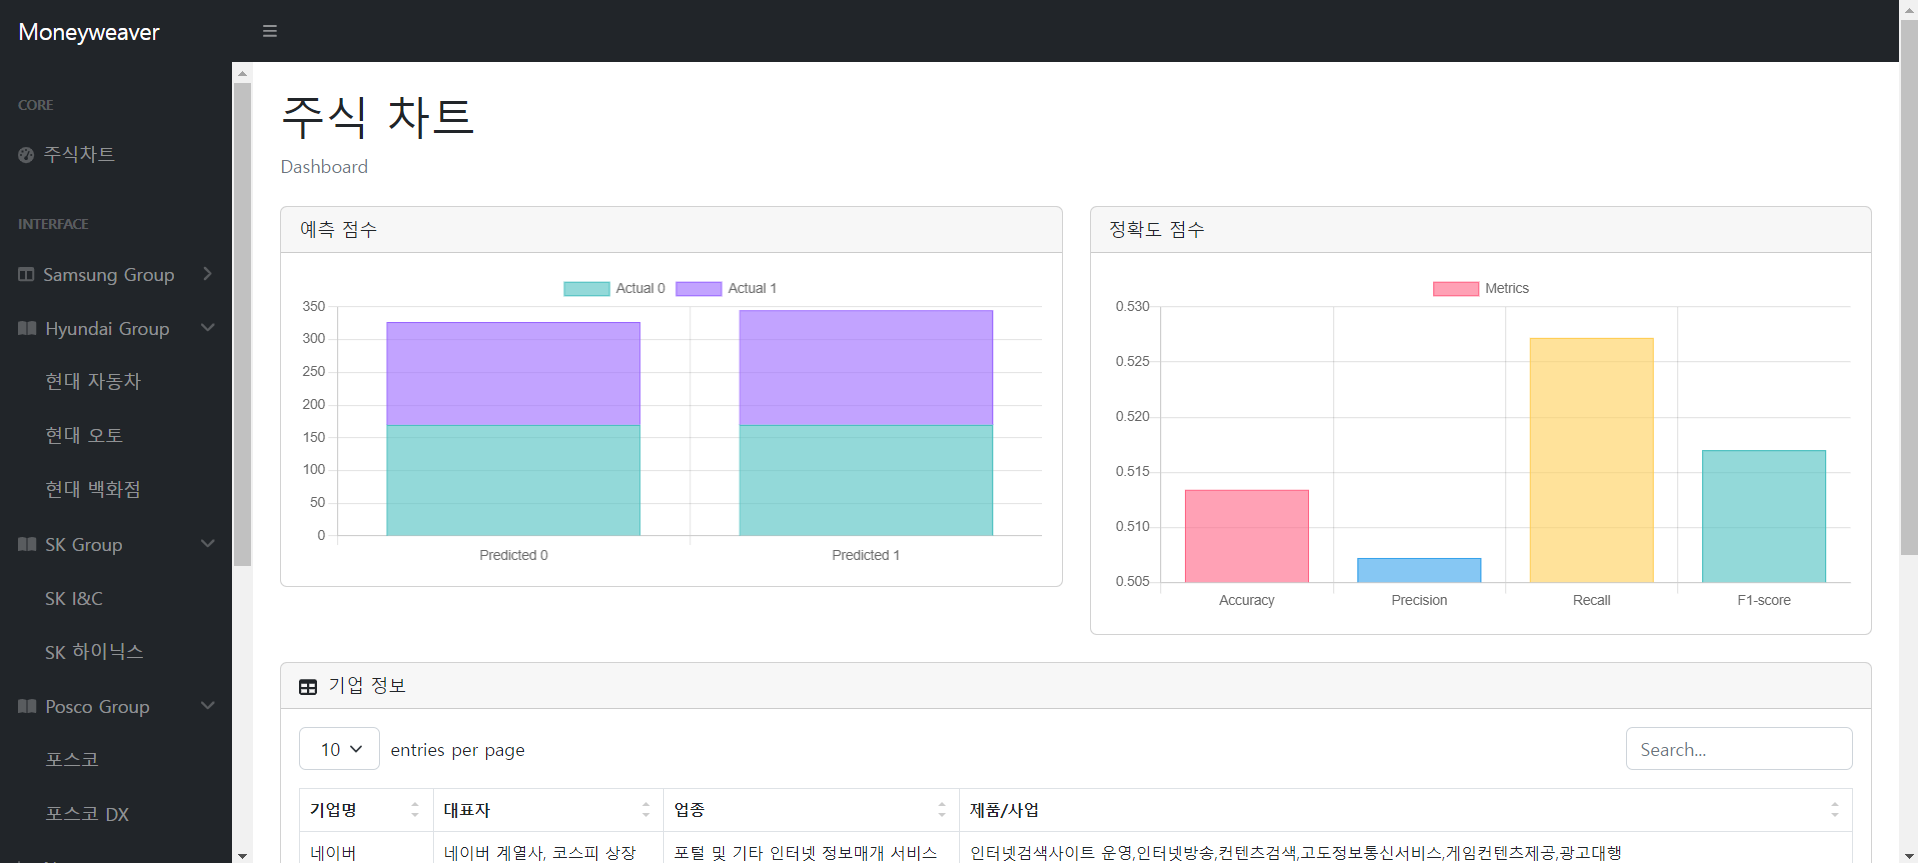 Moneyweaver
CORE
주식차트
INTERFACE
Samsung Group
Hyundai Group
현대 자동차
현대 오토
현대 백화점
SK Group
SK I&C
SK 하이닉스
Posco Group
포스코
포스코 DX
주식 차트
Dashboard
예측 점수
Actual 0 Actual 1
350
300
250
200
150
100
50
0
Predicted 0 Predicted 1
정확도 점수
Metrics
0.530
0.525
0.520
0.515
0.510
0.505
Accuracy Precision Recall F1-score
기업 정보
10 entries per page Search...
기업명 대표자 업종 제품/사업
네이버 네이버 계열사, 코스피 상장 포털 및 기타 인터넷 정보매개 서비스 인터넷검색사이트 운영,인터넷방송,컨텐츠검색,고도정보통신서비스,게임컨텐츠제공,광고대행